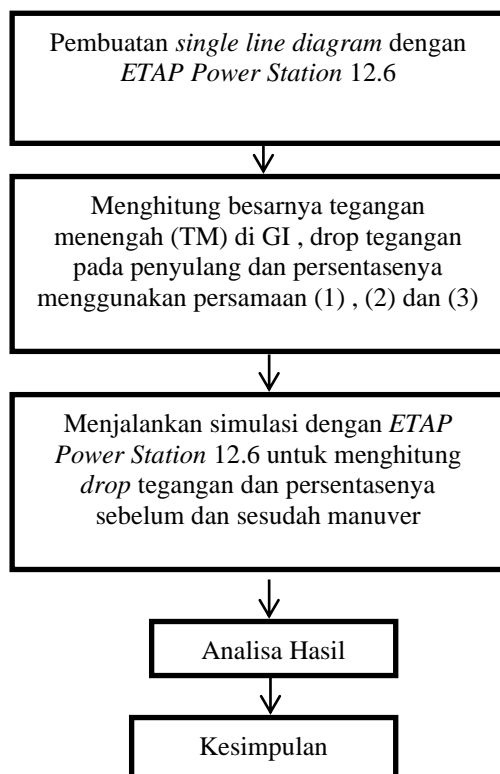 Pembuatan single line diagram dengan
ETAP Power Station 12.6
Menghitung besarnya tegangan
menengah (TM) di GI , drop tegangan
pada penyulang dan persentasenya
menggunakan persamaan (1) , (2) dan (3)
Menjalankan simulasi dengan ETAP
Power Station 12.6 untuk menghitung
drop tegangan dan persentasenya
sebelum dan sesudah manuver
Analisa Hasil
Kesimpulan